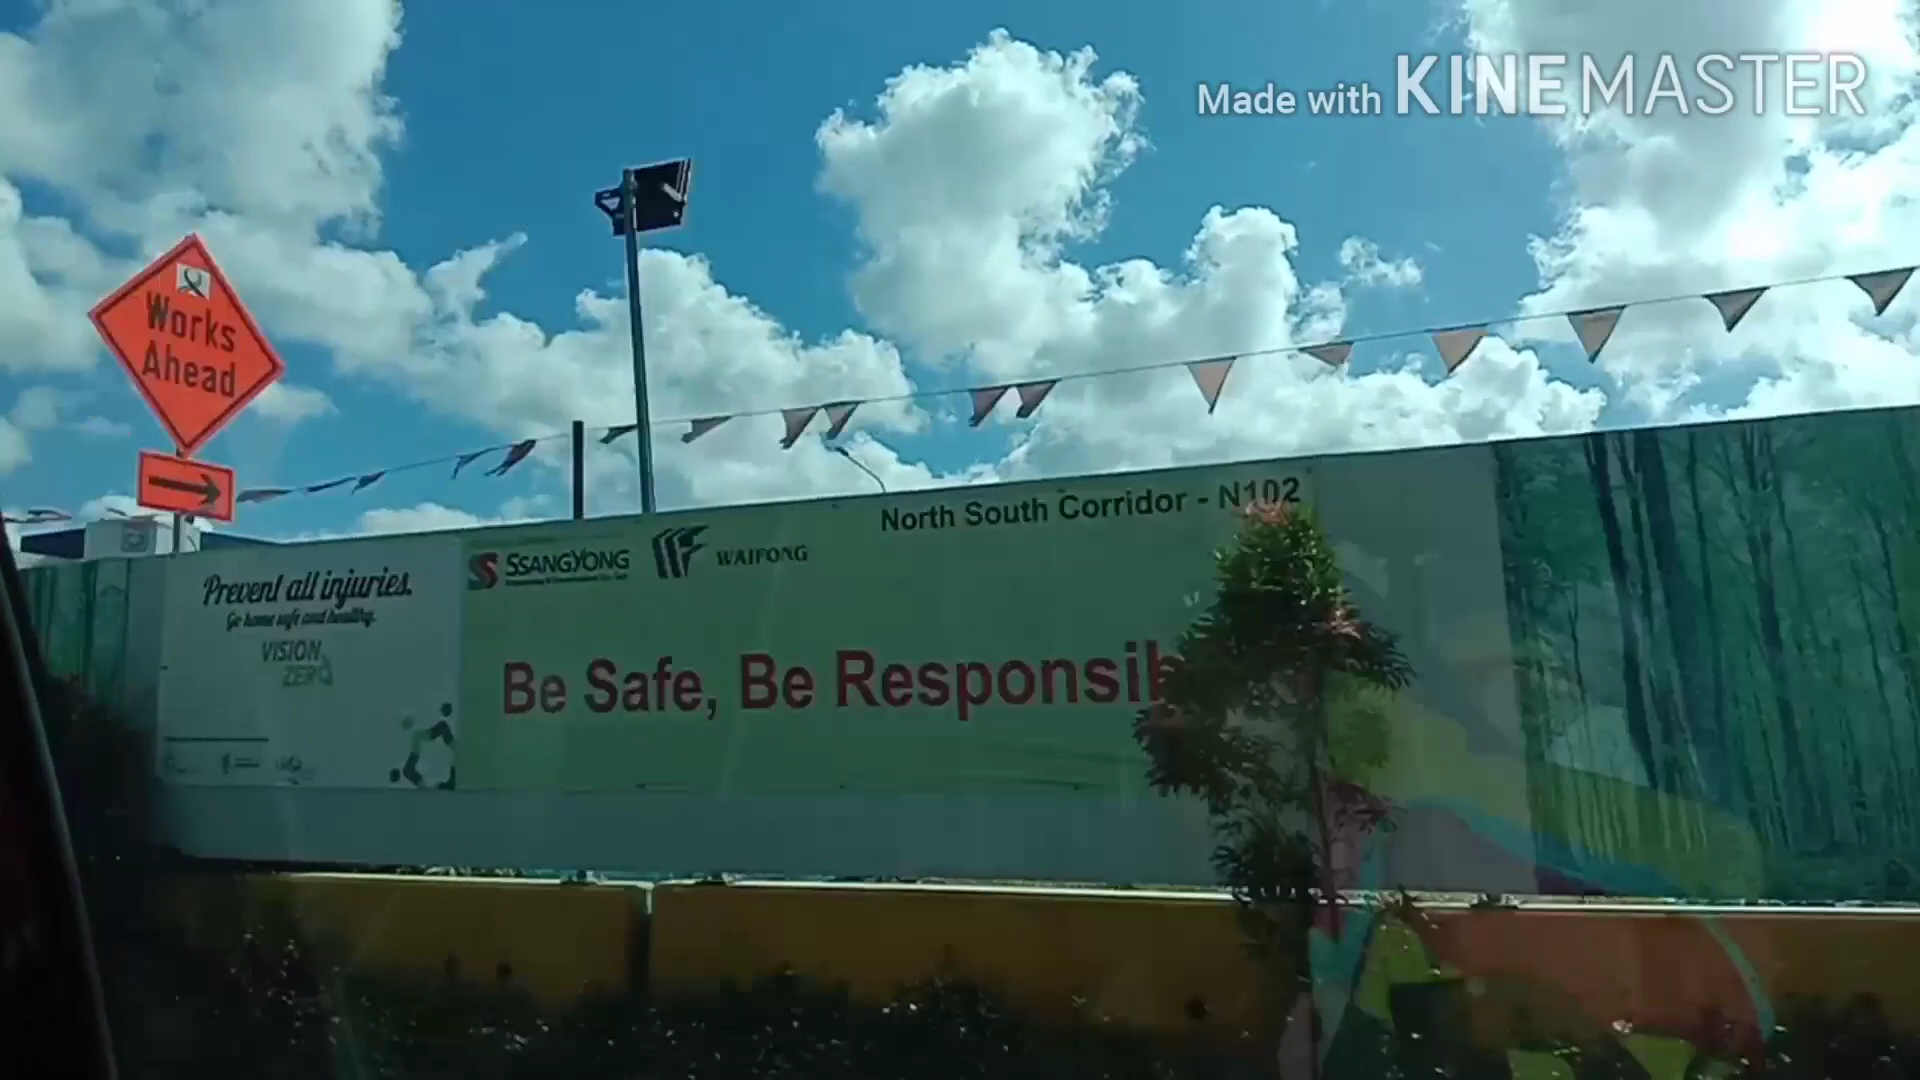 Made with KINEMASTER
Works
Ahead
North South Corridor - N102
SSANGYONG
WAIFONG
Prevent all injuries.
Go home safe and healthy.
VISION
ZERO
Be Safe, Be Responsib